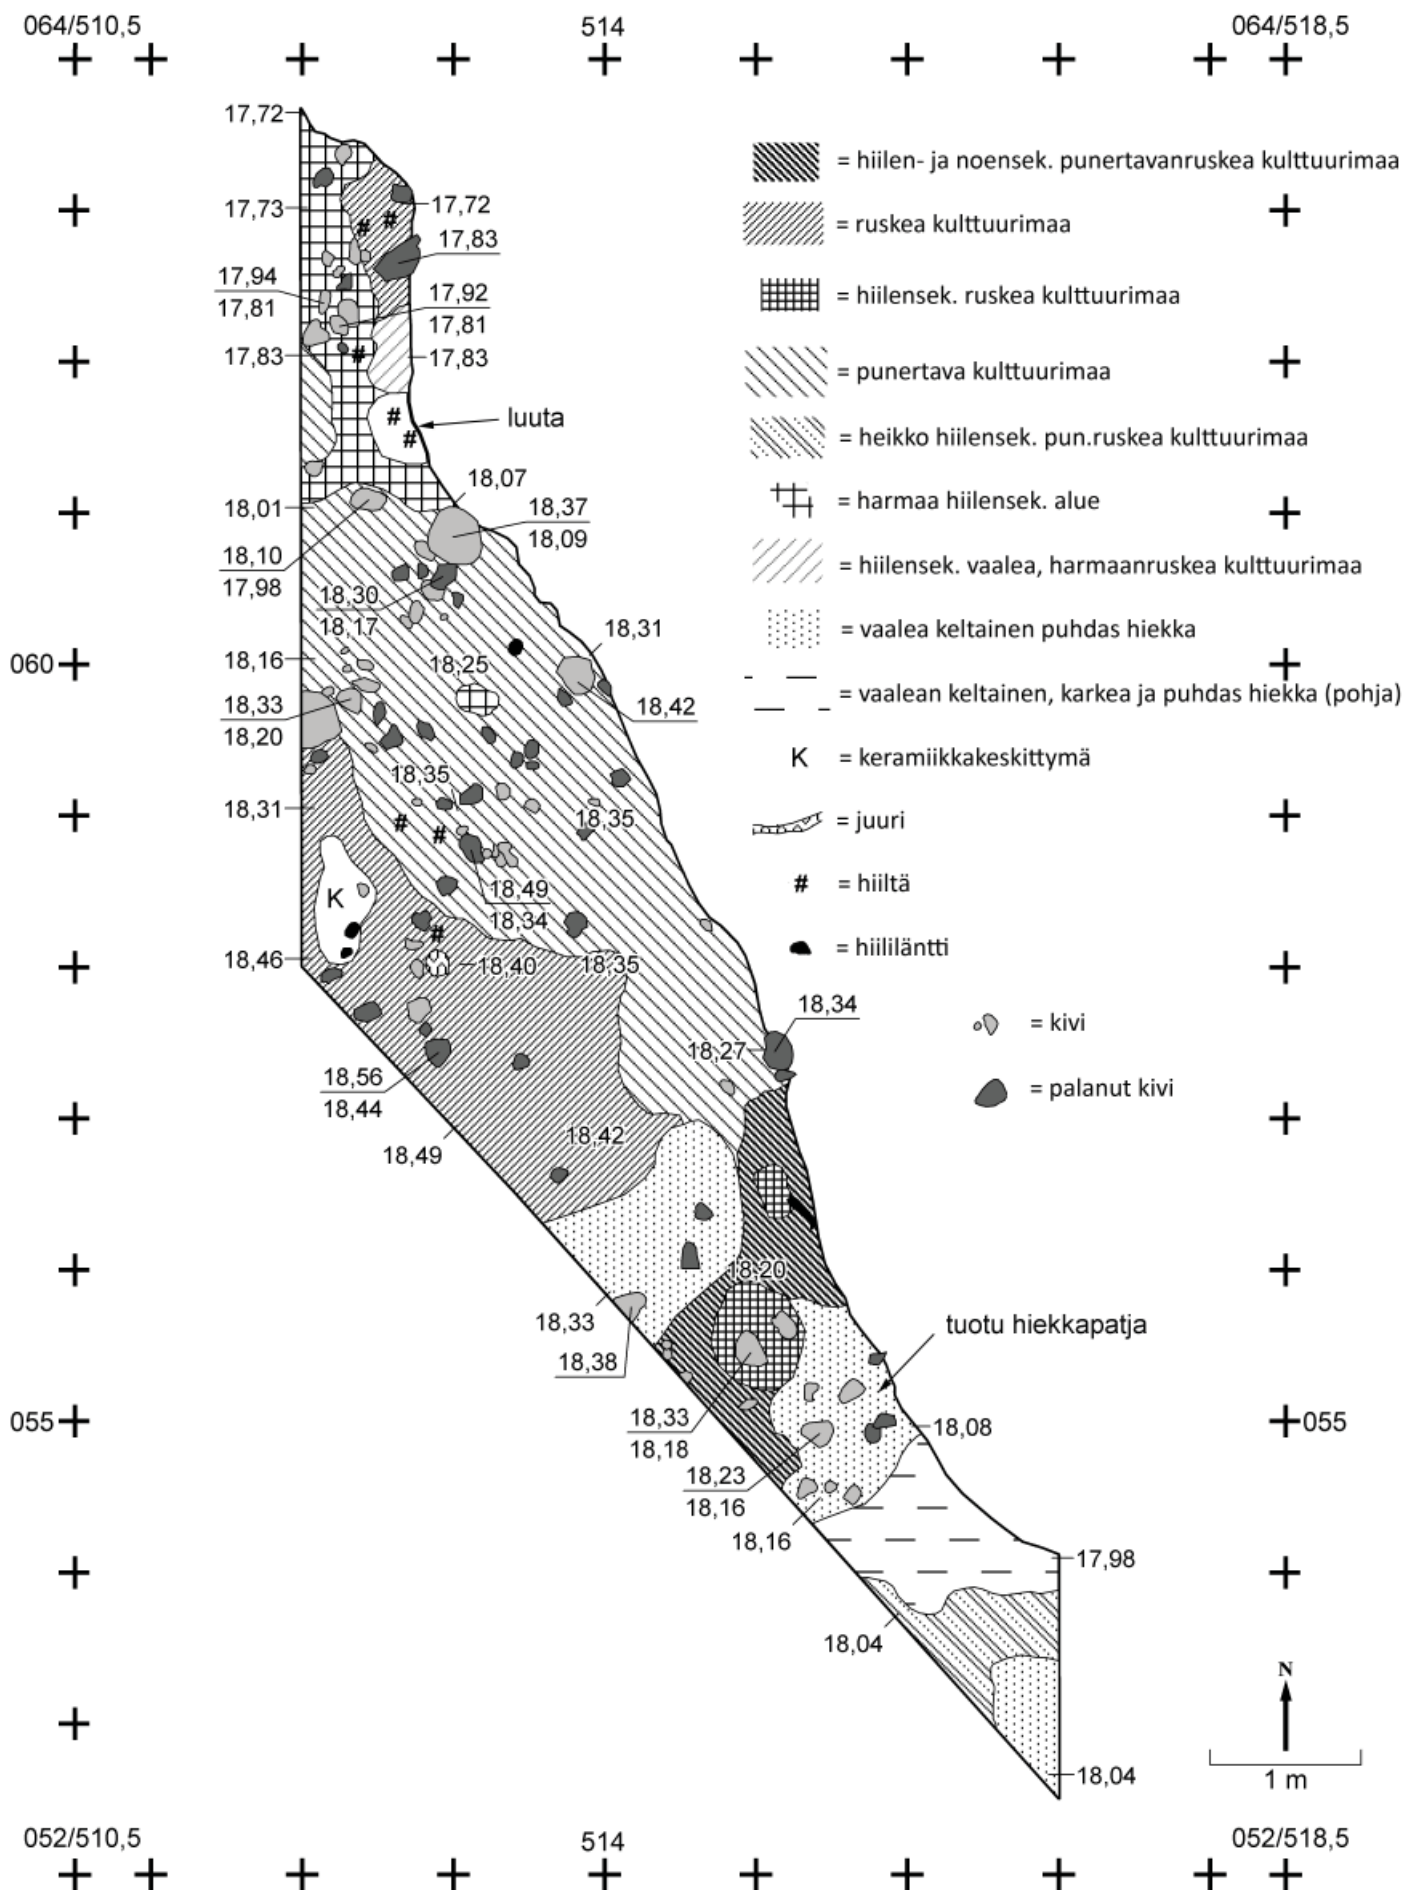 064/510,5
514
064/518,5
17,72
= hiilen- ja noensek. punertavanruskea kulttuurimaa
17,73
17,72
= ruskea kulttuurimaa
17,83
17,94
17,81
17,92
17,81
= hiilensek. ruskea kulttuurimaa
17,83
17,83
= punertava kulttuurimaa
luuta
= heikko hiilensek. pun.ruskea kulttuurimaa
18,07
18,01
18,37
18,09
= harmaa hiilensek. alue
18,10
17,98
= hiilensek. vaalea, harmaanruskea kulttuurimaa
18,30
18,17
18,31
= vaalea keltainen puhdas hiekka
060
18,16
18,25
18,33
18,20
18,42
= vaalean keltainen, karkea ja puhdas hiekka (pohja)
K = keramiikkakeskittymä
18,35
18,31
18,35
= juuri
K
18,49
18,34
# = hiiltä
18,46
18,40
18,35
= hiililäntti
18,34
= kivi
18,27
18,56
18,44
= palanut kivi
18,49
18,42
18,20
18,33
18,38
tuotu hiekkapatja
055
18,33
18,18
18,08
055
18,23
18,16
18,16
17,98
18,04
N
18,04
1 m
052/510,5
514
052/518,5